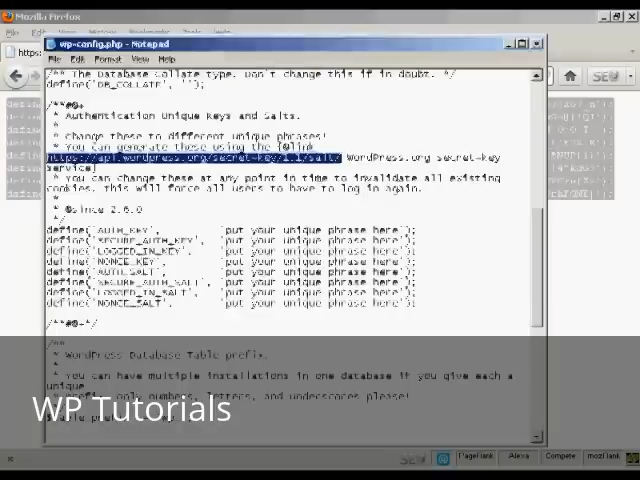 Mozilla Firefox
wp-config.php - Notepad
File Edit Format View Help
/** The Database Collate type. Don't change this if in doubt. */
define('DB_COLLATE', '');
/**#@+
* Authentication Unique Keys and Salts.
*
* Change these to different unique phrases!
* You can generate these using the {@link
https://api.wordpress.org/secret-key/1.1/salt/ WordPress.org secret-key
service}
* You can change these at any point in time to invalidate all existing
cookies. this will force all users to have to log in again.
*
* @since 2.6.0
*/
define('AUTH_KEY', 'put your unique phrase here');
define('SECURE_AUTH_KEY', 'put your unique phrase here');
define('LOGGED_IN_KEY', 'put your unique phrase here');
define('NONCE_KEY', 'put your unique phrase here');
define('AUTH_SALT', 'put your unique phrase here');
define('SECURE_AUTH_SALT', 'put your unique phrase here');
define('LOGGED_IN_SALT', 'put your unique phrase here');
define('NONCE_SALT', 'put your unique phrase here');
/**#@-*/
/**
* WordPress Database Table prefix.
*
* You can have multiple installations in one database if you give each a
unique
* prefix. only numbers, letters, and underscores please!
WP Tutorials
PageRank Alexa Compete mozRank